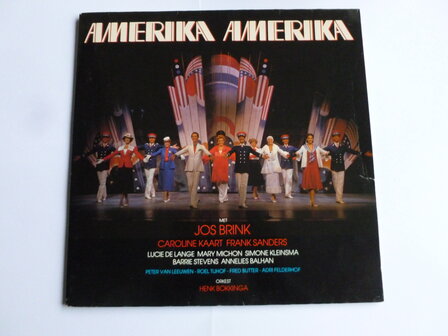 AMERIKA AMERIKA
MET
JOS BRINK
CAROLINE KAART FRANK SANDERS
LUCIE DE LANGE MARY MICHON SIMONE KLEINSMA
BARRIE STEVENS ANNELIES BALHAN
PETER VAN LEEUWEN - ROEL TIJHOF - FRED BUTTER - ADRI FELDERHOF
ORKEST
HENK BOKKINGA